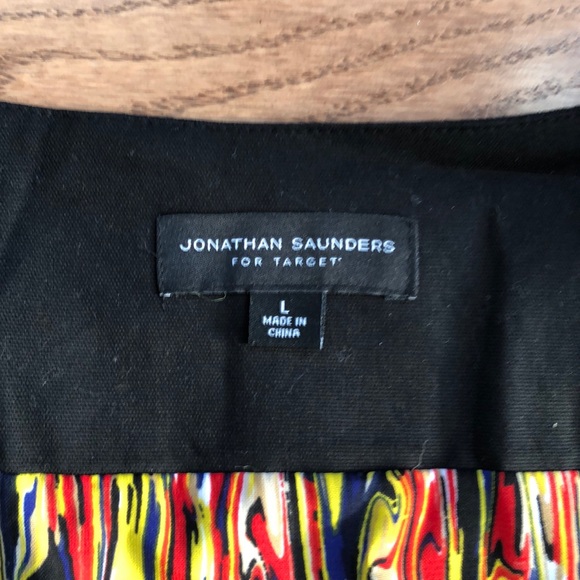 JONATHAN SAUNDERS
FOR TARGET
L
MADE IN
CHINA